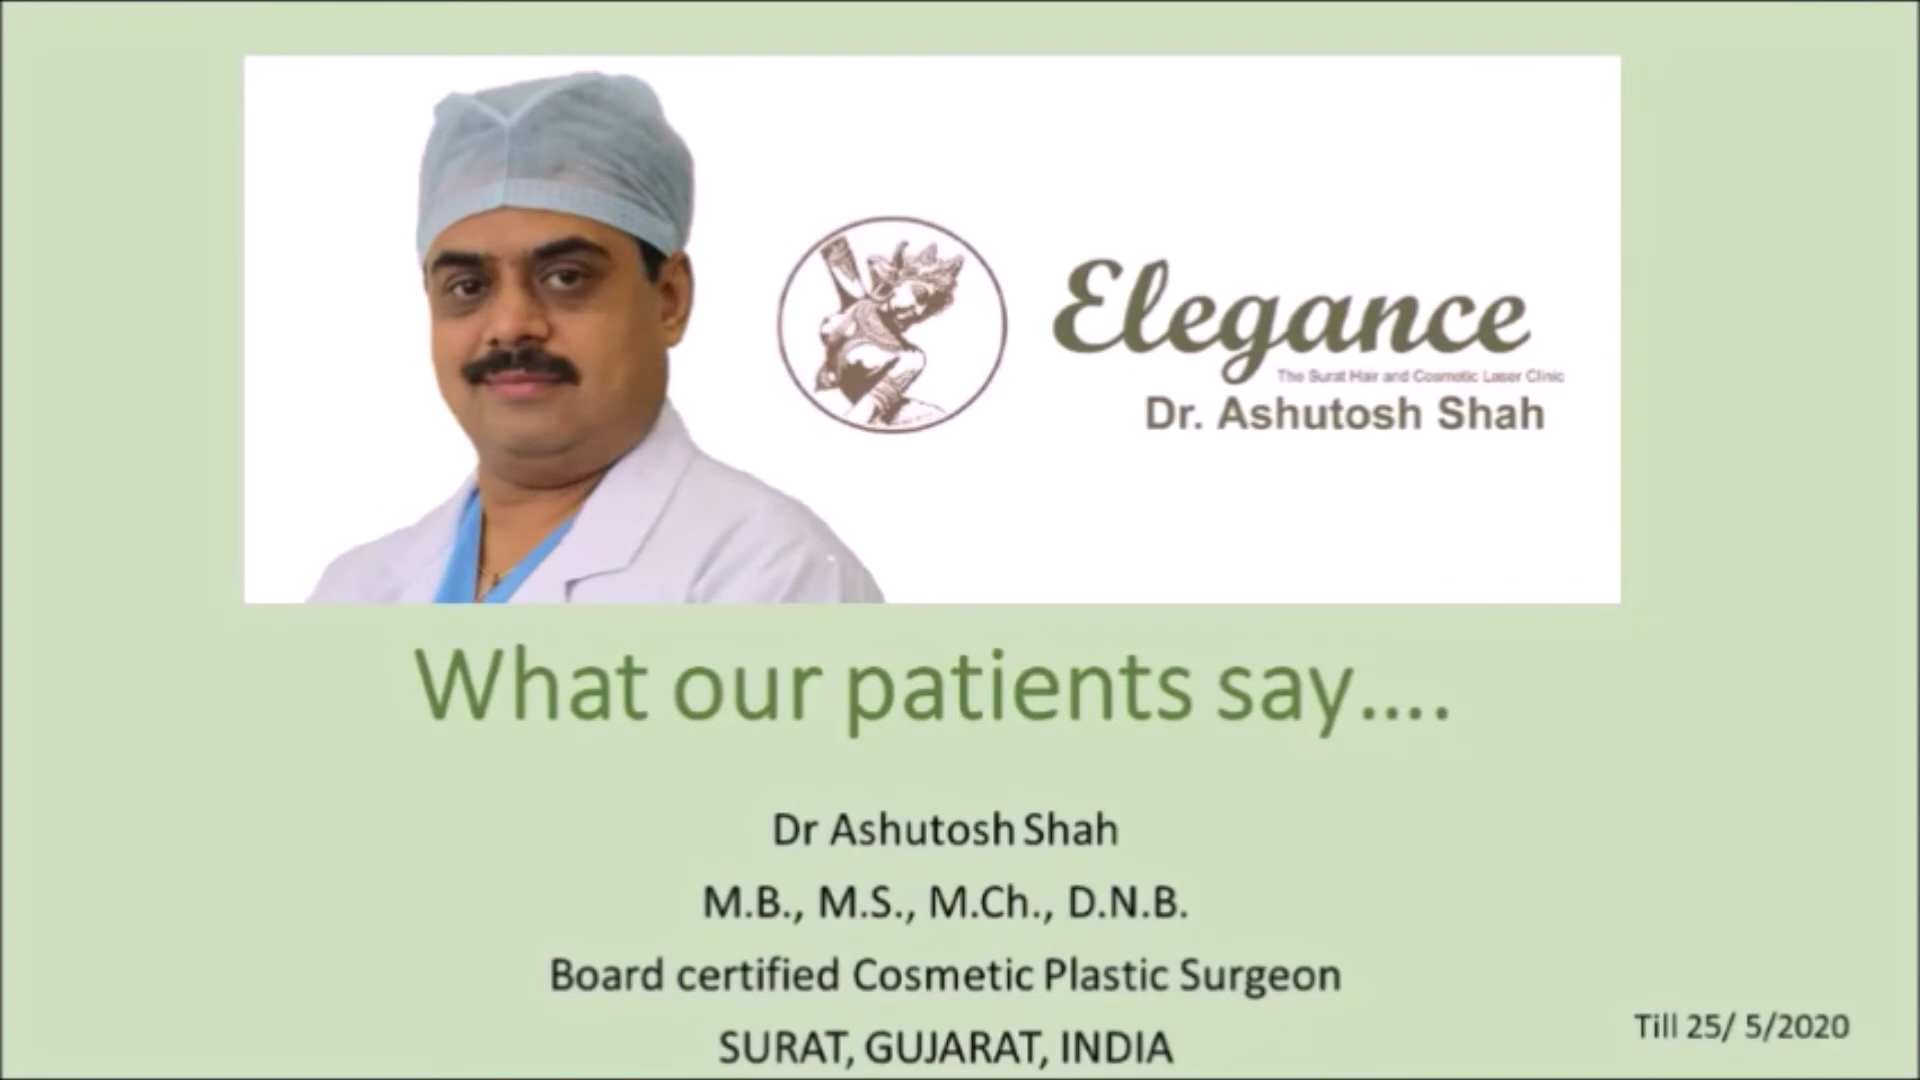 Elegance
The Surat Hair and Cosmetic Laser Clinic
Dr. Ashutosh Shah
What our patients say....
Dr Ashutosh Shah
M.B., M.S., M.Ch., D.N.B.
Board certified Cosmetic Plastic Surgeon
SURAT, GUJARAT, INDIA
Till 25/ 5/2020